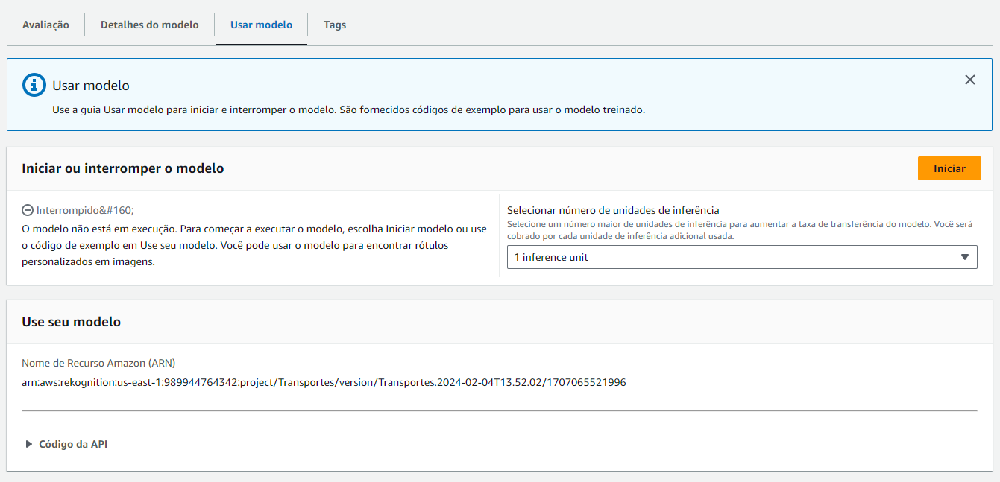 Avaliação
Detalhes do modelo
Usar modelo
Tags
Usar modelo
Use a guia Usar modelo para iniciar e interromper o modelo. São fornecidos códigos de exemplo para usar o modelo treinado.
Iniciar ou interromper o modelo
Iniciar
Interrompido&#160;
O modelo não está em execução. Para começar a executar o modelo, escolha Iniciar modelo ou use
o código de exemplo em Use seu modelo. Você pode usar o modelo para encontrar rótulos
personalizados em imagens.
Selecionar número de unidades de inferência
Selecione um número maior de unidades de inferência para aumentar a taxa de transferência do modelo. Você será
cobrado por cada unidade de inferência adicional usada.
1 inference unit
Use seu modelo
Nome de Recurso Amazon (ARN)
arn:aws:rekognition:us-east-1:989944764342:project/Transportes/version/Transportes.2024-02-04T13.52.02/1707065521996
Código da API